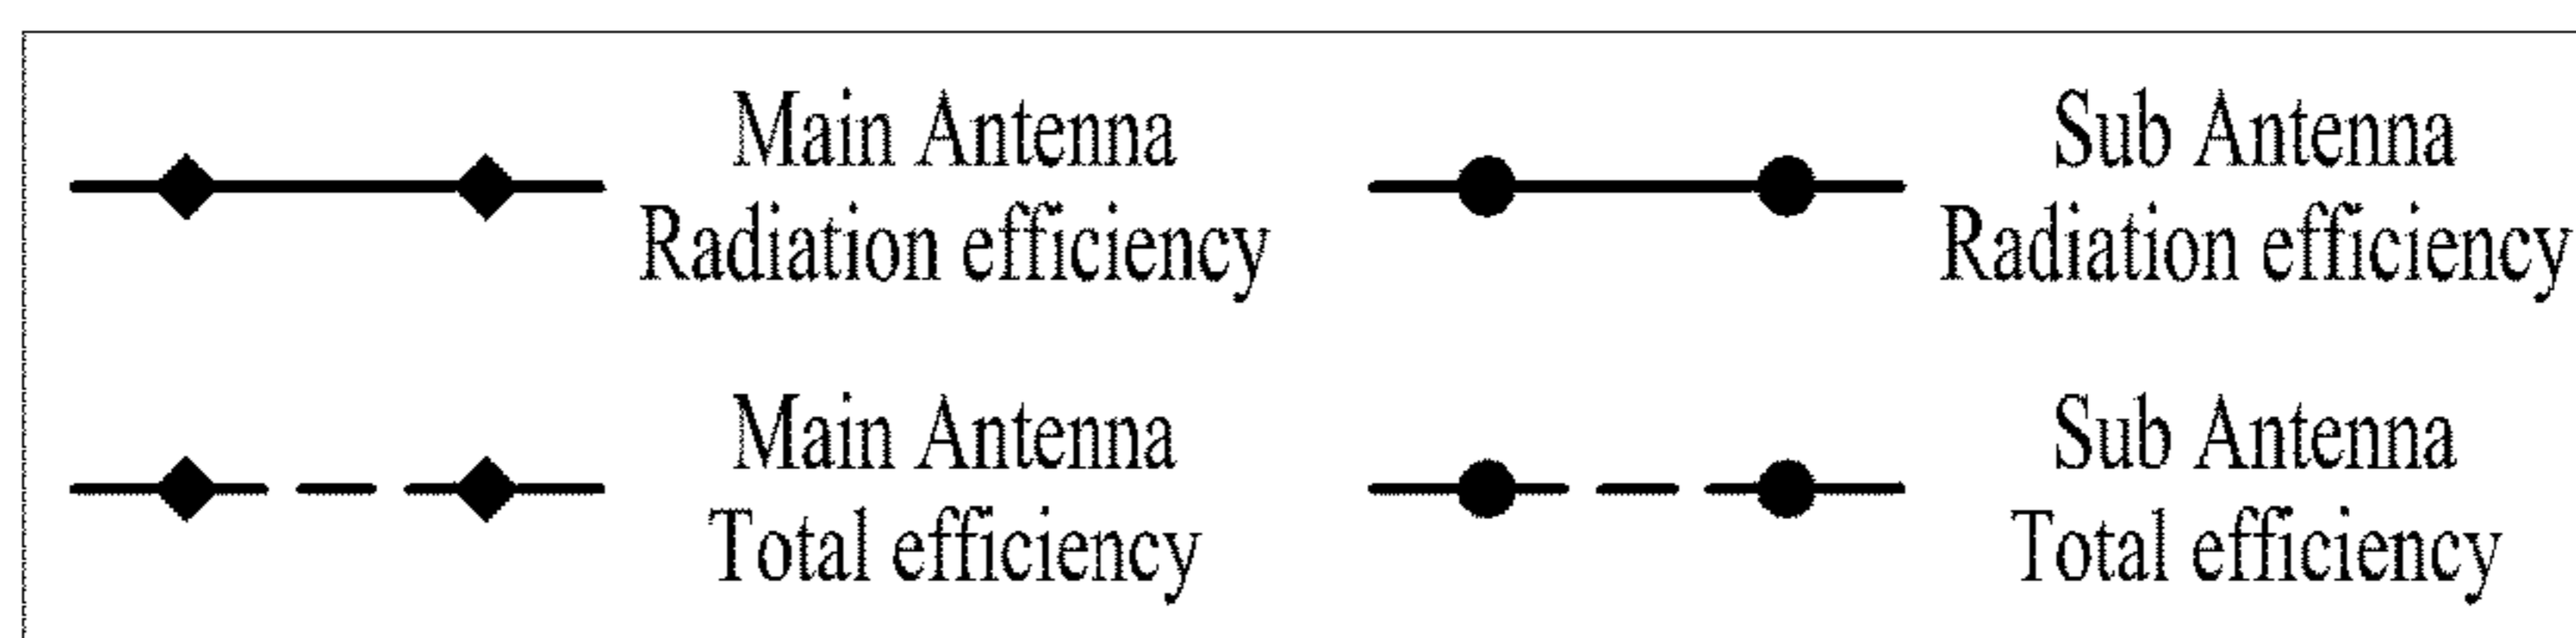 Main Antenna
Radiation efficiency
Sub Antenna
Radiation efficiency
Main Antenna
Total efficiency
Sub Antenna
Total efficiency